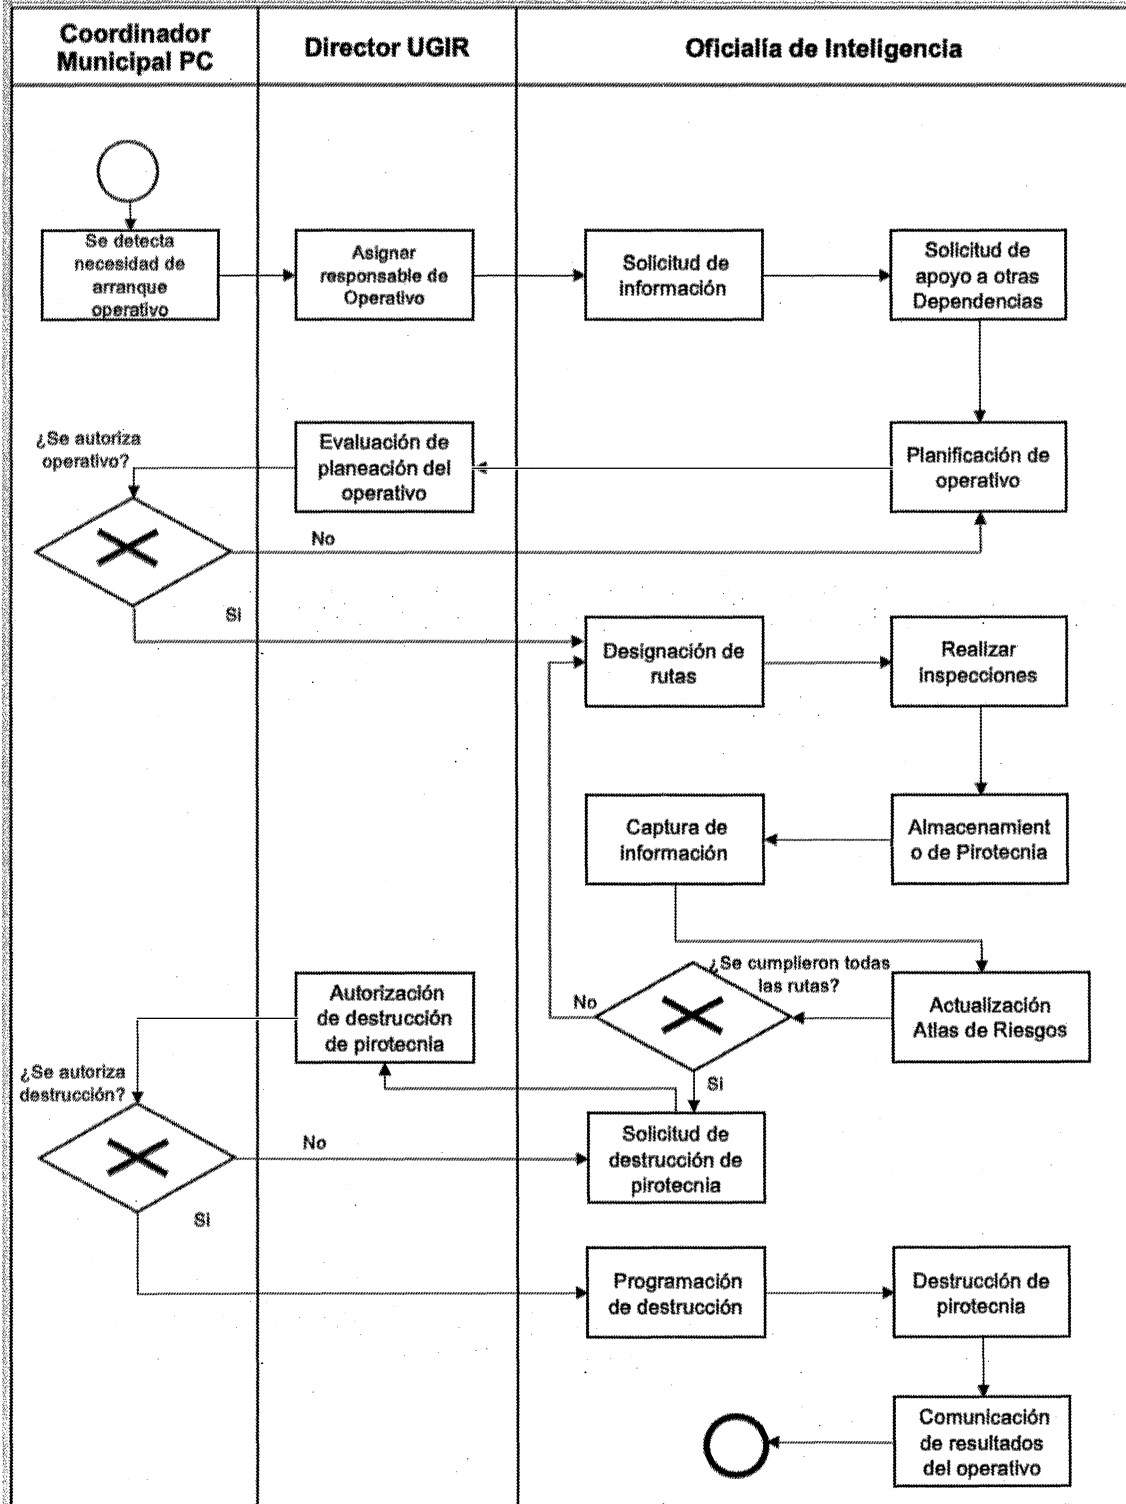 Coordinador
Municipal PC
Director UGIR
Oficialía de Inteligencia
Se detecta
necesidad de
arranque
operativo
Asignar
responsable de
Operativo
Solicitud de
información
Solicitud de
apoyo a otras
Dependencias
¿Se autoriza
operativo?
Evaluación de
planeación del
operativo
Planificación de
operativo
No
Si
Designación de
rutas
Realizar
inspecciones
Captura de
información
Almacenamient
o de Pirotecnia
¿Se cumplieron todas
las rutas?
No
Si
Actualización
Atlas de Riesgos
Autorización
de destrucción
de pirotecnia
¿Se autoriza
destrucción?
No
Si
Solicitud de
destrucción de
pirotecnia
Programación
de destrucción
Destrucción de
pirotecnia
Comunicación
de resultados
del operativo